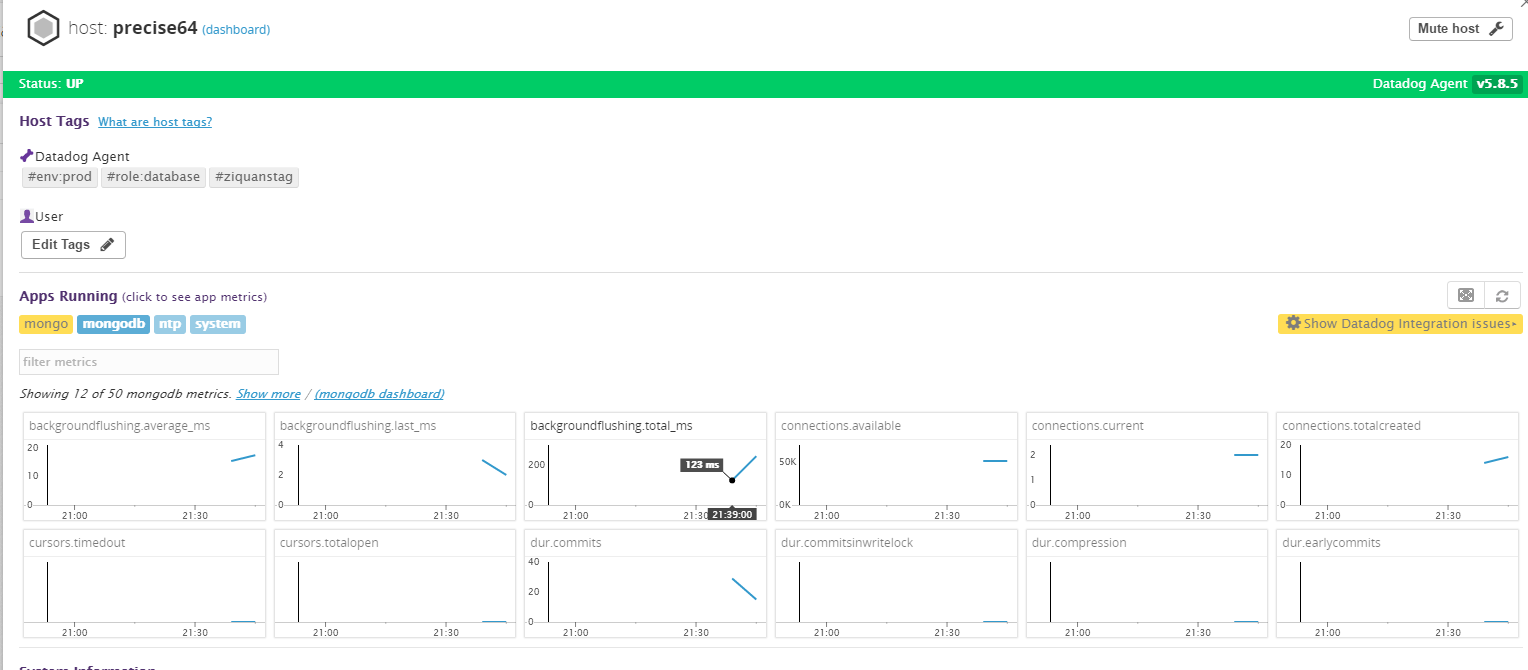 host: precise64 (dashboard)
Mute host
Status: UP
Datadog Agent v5.8.5
Host Tags What are host tags?
Datadog Agent
#env:prod #role:database #ziquanstag
User
Edit Tags
Apps Running (click to see app metrics)
mongo mongodb ntp system
Show Datadog Integration issues
filter metrics
Showing 12 of 50 mongodb metrics. Show more / (mongodb dashboard)
backgroundflushing.average_ms
20
10
0
21:00 21:30
backgroundflushing.last_ms
4
2
0
21:00 21:30
backgroundflushing.total_ms
200
0
123 ms
21:00 21:30 21:39:00
connections.available
50K
0K
21:00 21:30
connections.current
2
1
0
21:00 21:30
connections.totalcreated
20
10
0
21:00 21:30
cursors.timedout
21:00 21:30
cursors.totalopen
21:00 21:30
dur.commits
40
20
0
21:00 21:30
dur.commitsinwritelock
21:00 21:30
dur.compression
21:00 21:30
dur.earlycommits
21:00 21:30
System Information